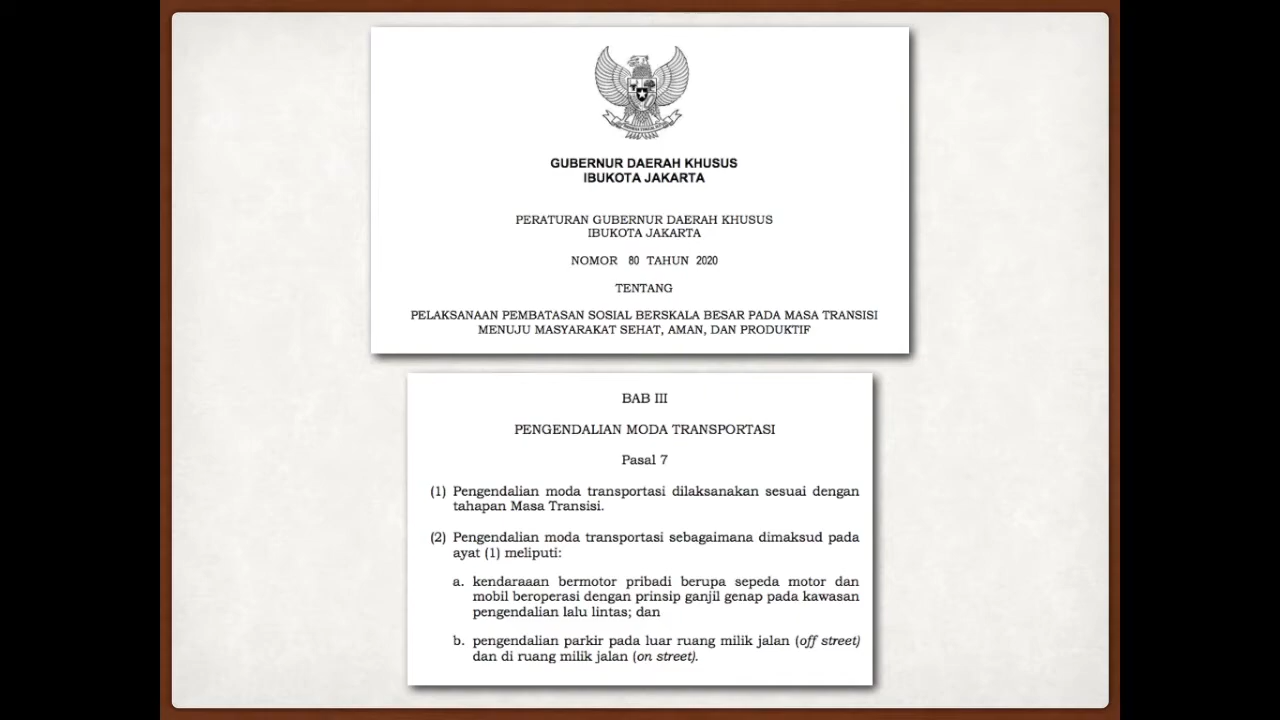 GUBERNUR DAERAH KHUSUS
IBUKOTA JAKARTA
PERATURAN GUBERNUR DAERAH KHUSUS
IBUKOTA JAKARTA
NOMOR 80 TAHUN 2020
TENTANG
PELAKSANAAN PEMBATASAN SOSIAL BERSKALA BESAR PADA MASA TRANSISI
MENUJU MASYARAKAT SEHAT, AMAN, DAN PRODUKTIF
BAB III
PENGENDALIAN MODA TRANSPORTASI
Pasal 7
(1) Pengendalian moda transportasi dilaksanakan sesuai dengan
tahapan Masa Transisi.
(2) Pengendalian moda transportasi sebagaimana dimaksud pada
ayat (1) meliputi:
a. kendaraaan bermotor pribadi berupa sepeda motor dan
mobil beroperasi dengan prinsip ganjil genap pada kawasan
pengendalian lalu lintas; dan
b. pengendalian parkir pada luar ruang milik jalan (off street)
dan di ruang milik jalan (on street).